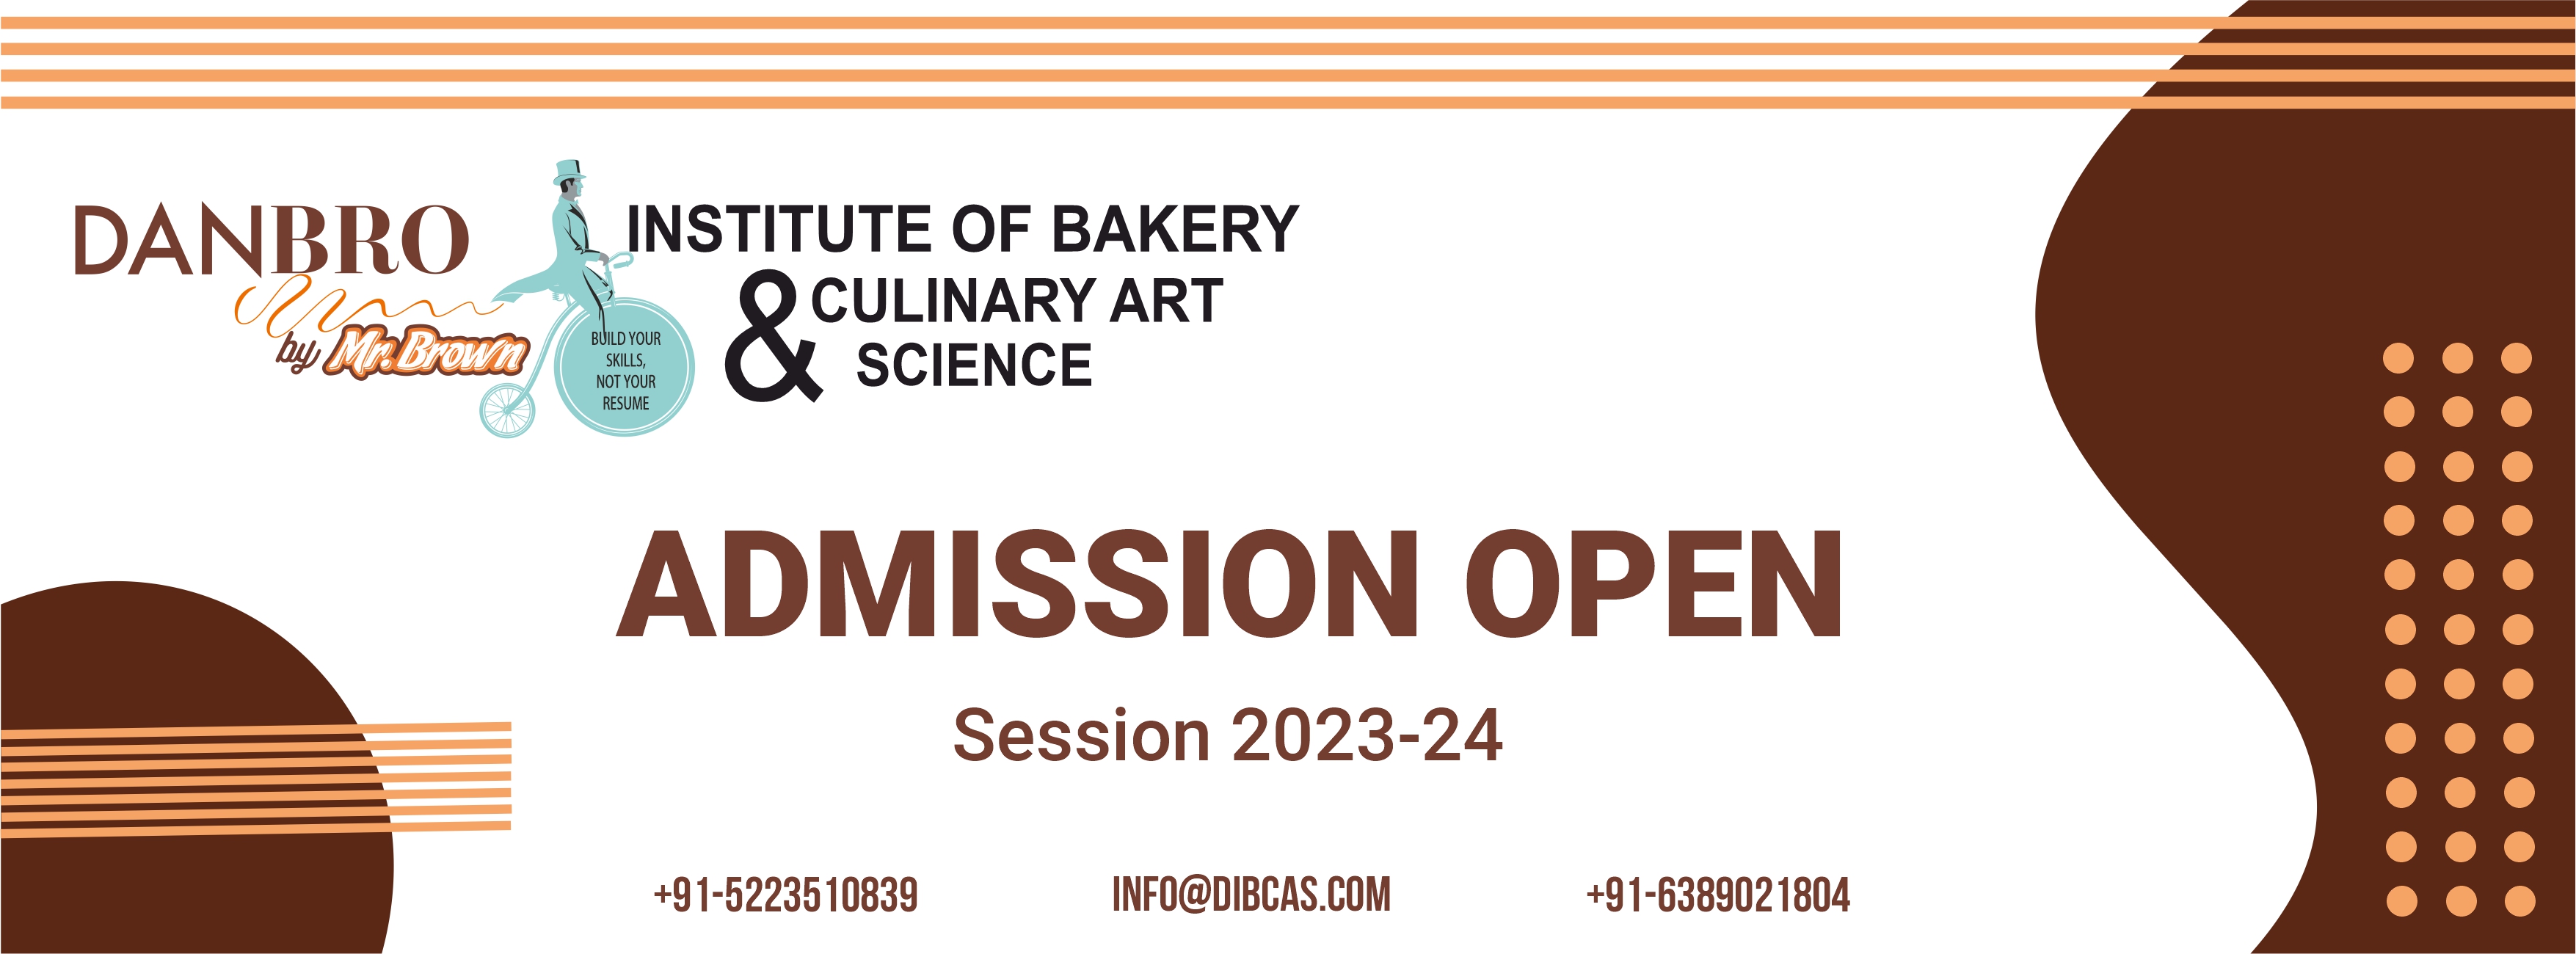 DANBRO
by Mr. Brown
BUILD YOUR
SKILLS,
NOT YOUR
RESUME
INSTITUTE OF BAKERY
& CULINARY ART
SCIENCE
ADMISSION OPEN
Session 2023-24
+91-5223510839
INFO@DIBCAS.COM
+91-6389021804